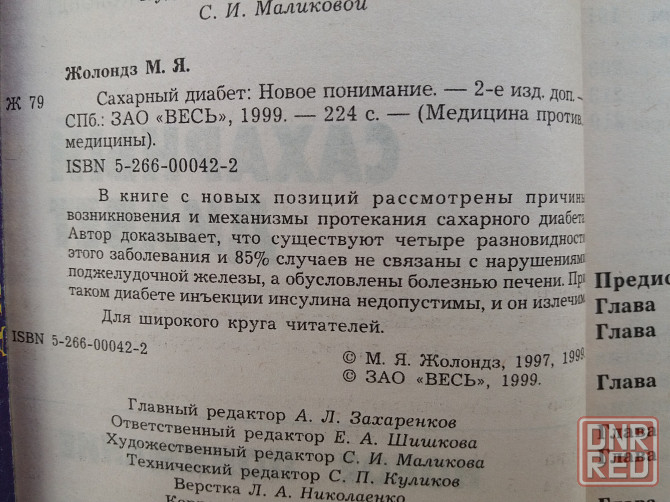 С. И. Маликовой
Жолондз М. Я.
Ж 79
Сахарный диабет: Новое понимание. — 2-е изд. доп. —
СПб.: ЗАО «ВЕСЬ», 1999. — 224 с. — (Медицина против
медицины).
ISBN 5-266-00042-2
В книге с новых позиций рассмотрены причины
возникновения и механизмы протекания сахарного диабета
Автор доказывает, что существуют четыре разновидности
этого заболевания и 85% случаев не связаны с нарушениями
поджелудочной железы, а обусловлены болезнью печени. При
таком диабете инъекции инсулина недопустимы, и он излечим
Для широкого круга читателей.
ISBN 5-266-00042-2
© М. Я. Жолондз, 1997, 1999
© ЗАО «ВЕСЬ», 1999.
Главный редактор А. Л. Захаренков
Ответственный редактор Е. А. Шишкова
Художественный редактор С. И. Маликова
Технический редактор С. П. Куликов
Верстка Л. А. Николаенко
Предис
Глава
Глава
Глава
Глава
Глава
DNR
RED